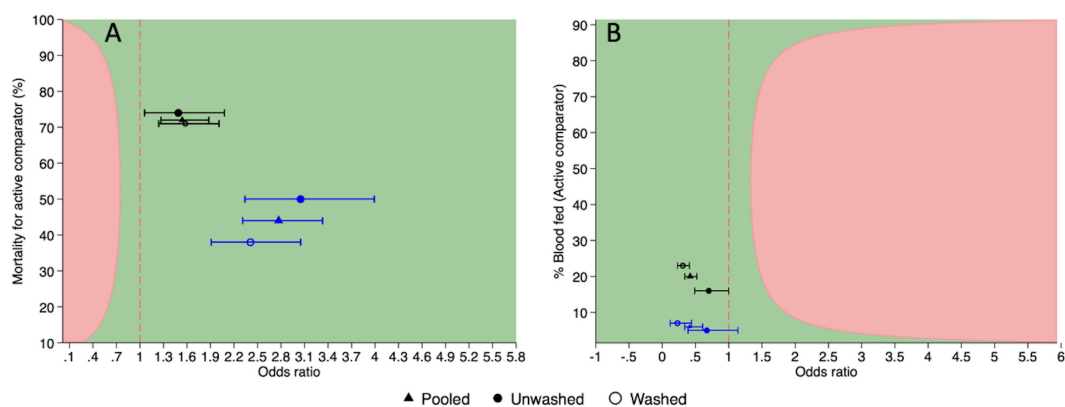 A
Mortality for active comparator (%)
100
90
80
70
60
50
40
30
20
10
.1 .4 .7 1 1.3 1.6 1.9 2.2 2.5 2.8 3.1 3.4 3.7 4 4.3 4.6 4.9 5.2 5.5 5.8
Odds ratio
B
% Blood fed (Active comparator)
90
80
70
60
50
40
30
20
10
-1 -.5 0 .5 1 1.5 2 2.5 3 3.5 4 4.5 5 5.5 6
Odds ratio
Pooled Unwashed Washed